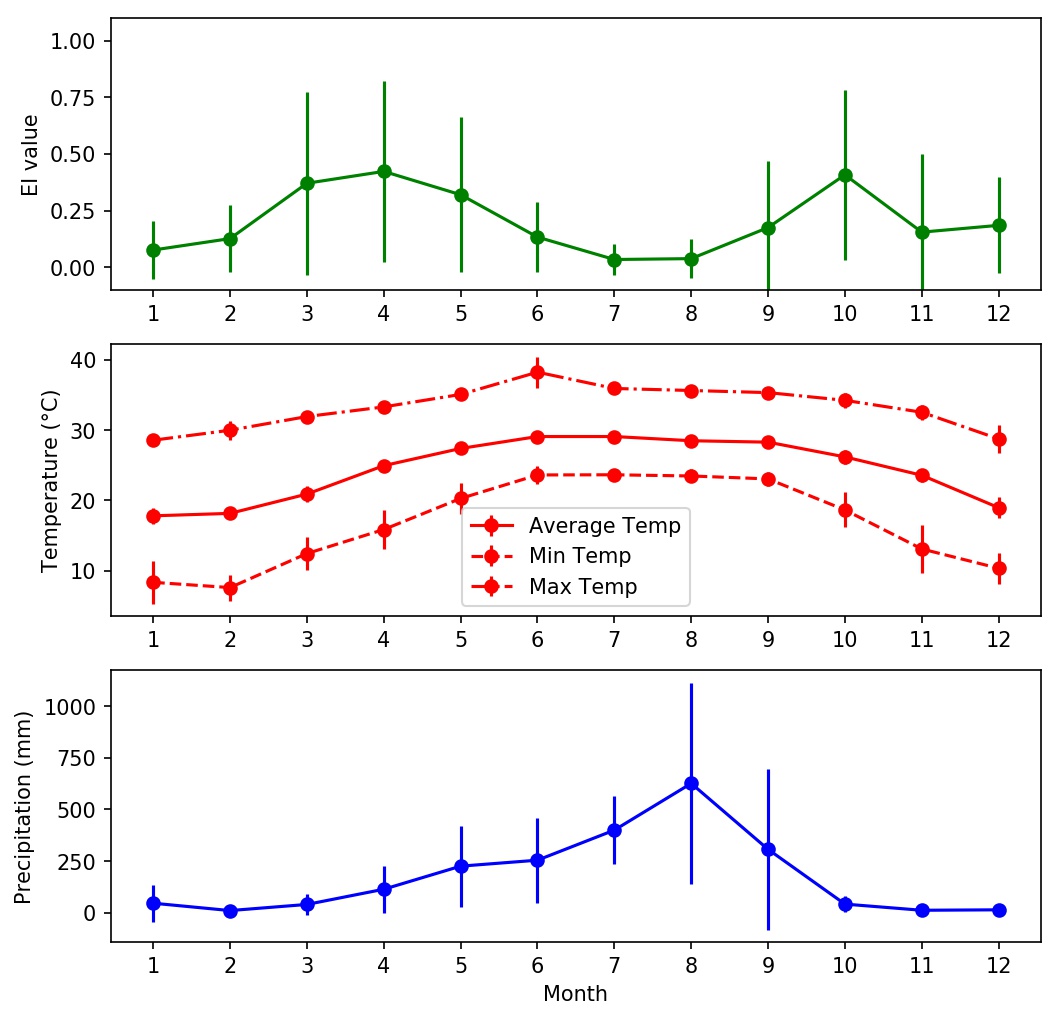 EI value
1.00
0.75
0.50
0.25
0.00
1 2 3 4 5 6 7 8 9 10 11 12
Temperature (°C)
40
30
20
10
Average Temp
Min Temp
Max Temp
1 2 3 4 5 6 7 8 9 10 11 12
Precipitation (mm)
1000
750
500
250
0
1 2 3 4 5 6 7 8 9 10 11 12
Month